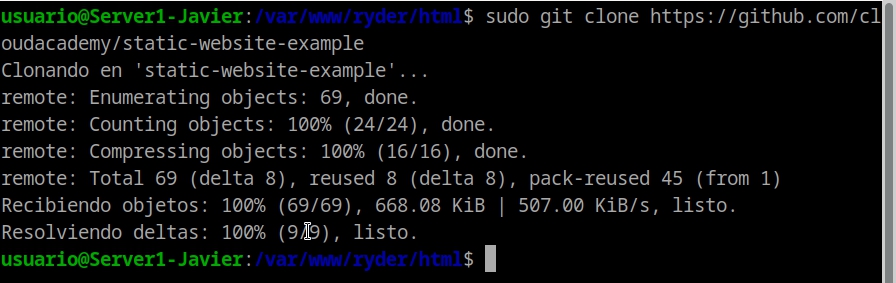 usuario@Server1-Javier:/var/www/ryder/html$ sudo git clone https://github.com/cl
oudacademy/static-website-example
Clonando en 'static-website-example'...
remote: Enumerating objects: 69, done.
remote: Counting objects: 100% (24/24), done.
remote: Compressing objects: 100% (16/16), done.
remote: Total 69 (delta 8), reused 8 (delta 8), pack-reused 45 (from 1)
Recibiendo objetos: 100% (69/69), 668.08 KiB | 507.00 KiB/s, listo.
Resolviendo deltas: 100% (9/9), listo.
usuario@Server1-Javier:/var/www/ryder/html$